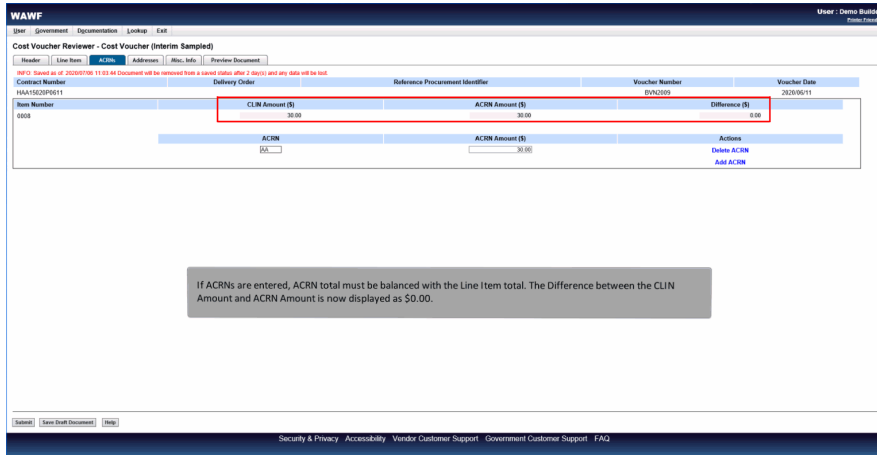 WAWF
User : Demo Builde
Printer Friend
User Government Documentation Lookup Exit
Cost Voucher Reviewer - Cost Voucher (Interim Sampled)
Header Line Item ACRNs Addresses Misc. Info Preview Document
INFO: Saved as of: 2020/07/06 11:03:44 Document will be removed from a saved status after 2 day(s) and any data will be lost.
Contract Number Delivery Order Reference Procurement Identifier Voucher Number Voucher Date
HAA15020P0611 BVN2009 2020/06/11
Item Number CLIN Amount ($) ACRN Amount ($) Difference ($)
0008 30.00 30.00 0.00
ACRN ACRN Amount ($) Actions
AA 30.00 Delete ACRN
Add ACRN
If ACRNs are entered, ACRN total must be balanced with the Line Item total. The Difference between the CLIN
Amount and ACRN Amount is now displayed as $0.00.
Submit Save Draft Document Help
Security & Privacy Accessibility Vendor Customer Support Government Customer Support FAQ